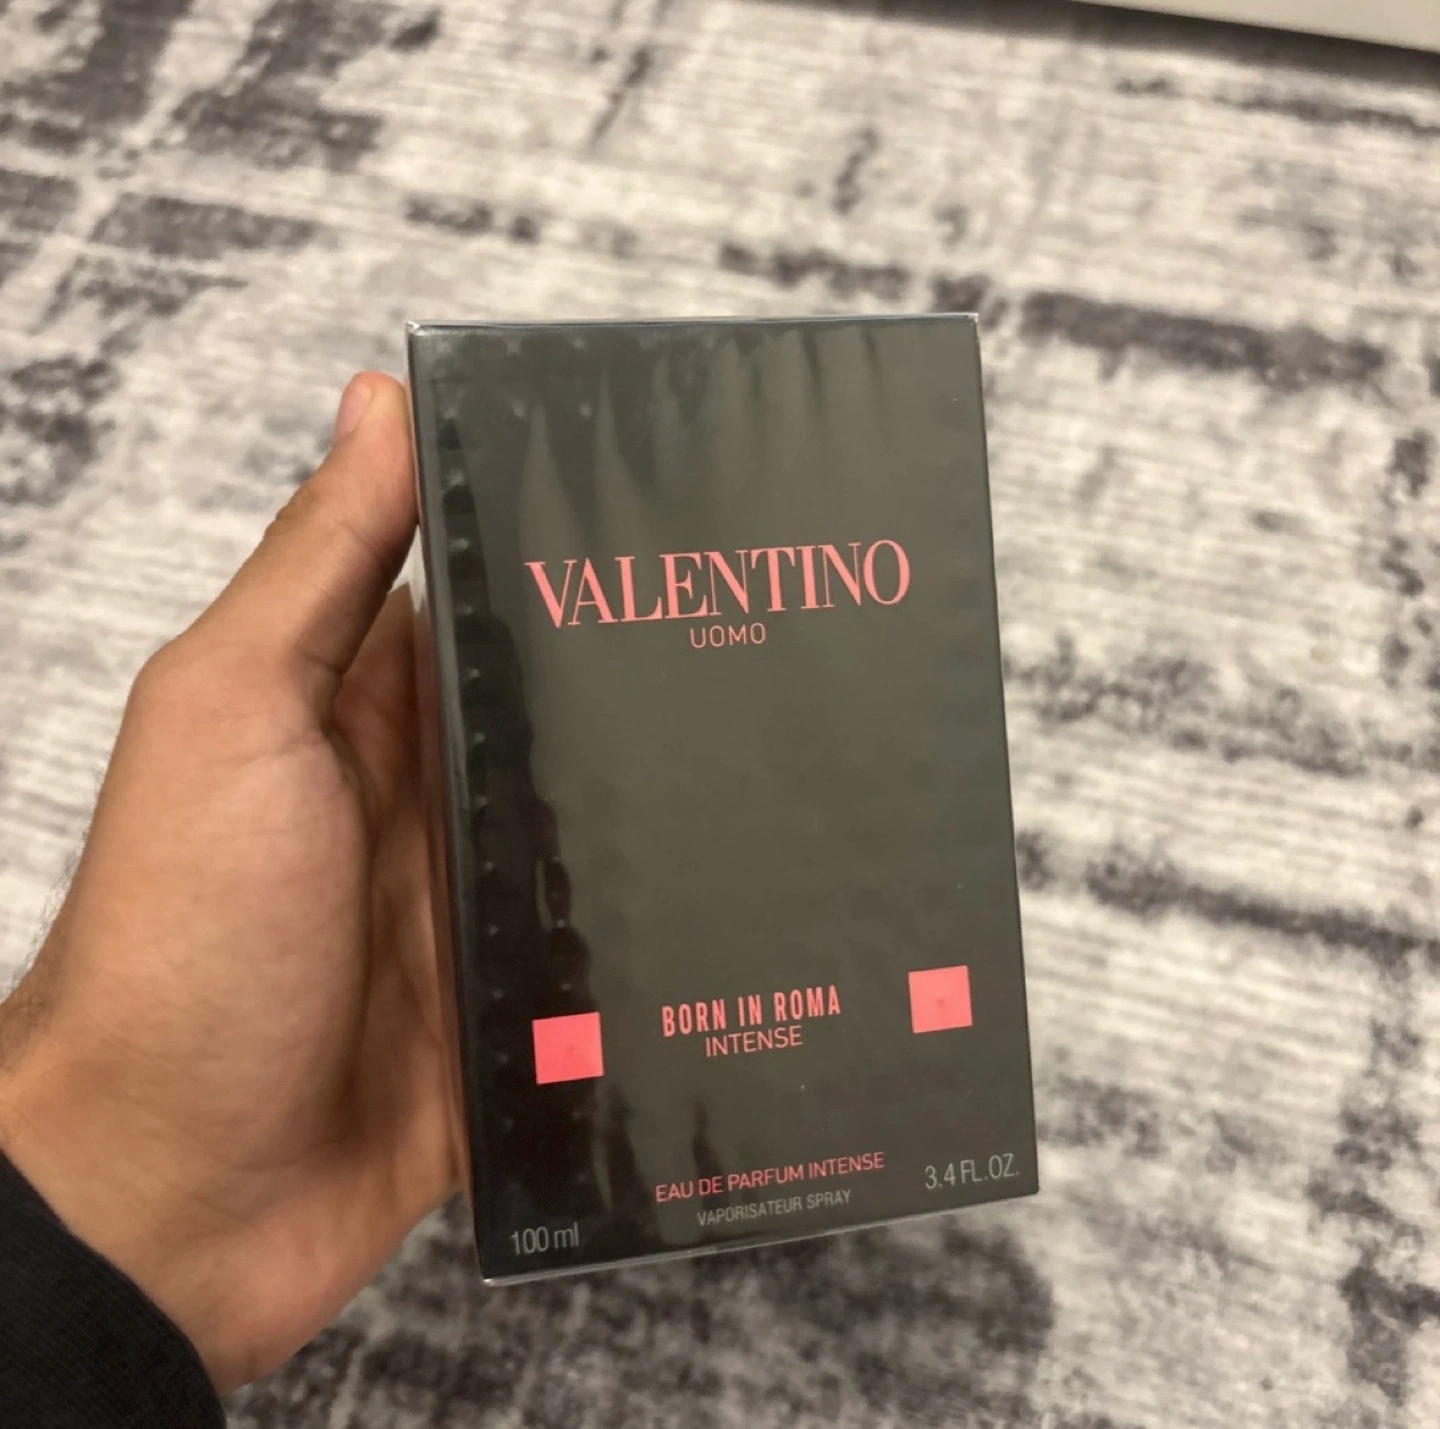 VALENTINO
UOMO
BORN IN ROMA
INTENSE
EAU DE PARFUM INTENSE
VAPORISATEUR SPRAY
100 ml
3.4 FL.OZ.